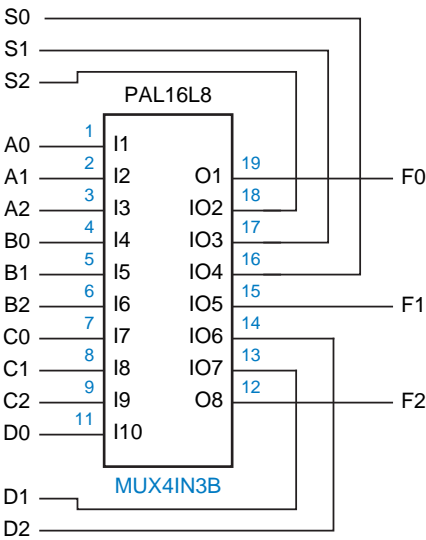 S0
S1
S2
PAL16L8
A0 1 I1
A1 2 I2 O1 19 F0
A2 3 I3 IO2 18
B0 4 I4 IO3 17
B1 5 I5 IO4 16
B2 6 I6 IO5 15 F1
C0 7 I7 IO6 14
C1 8 I8 IO7 13
C2 9 I9 O8 12 F2
D0 11 I10
MUX4IN3B
D1
D2